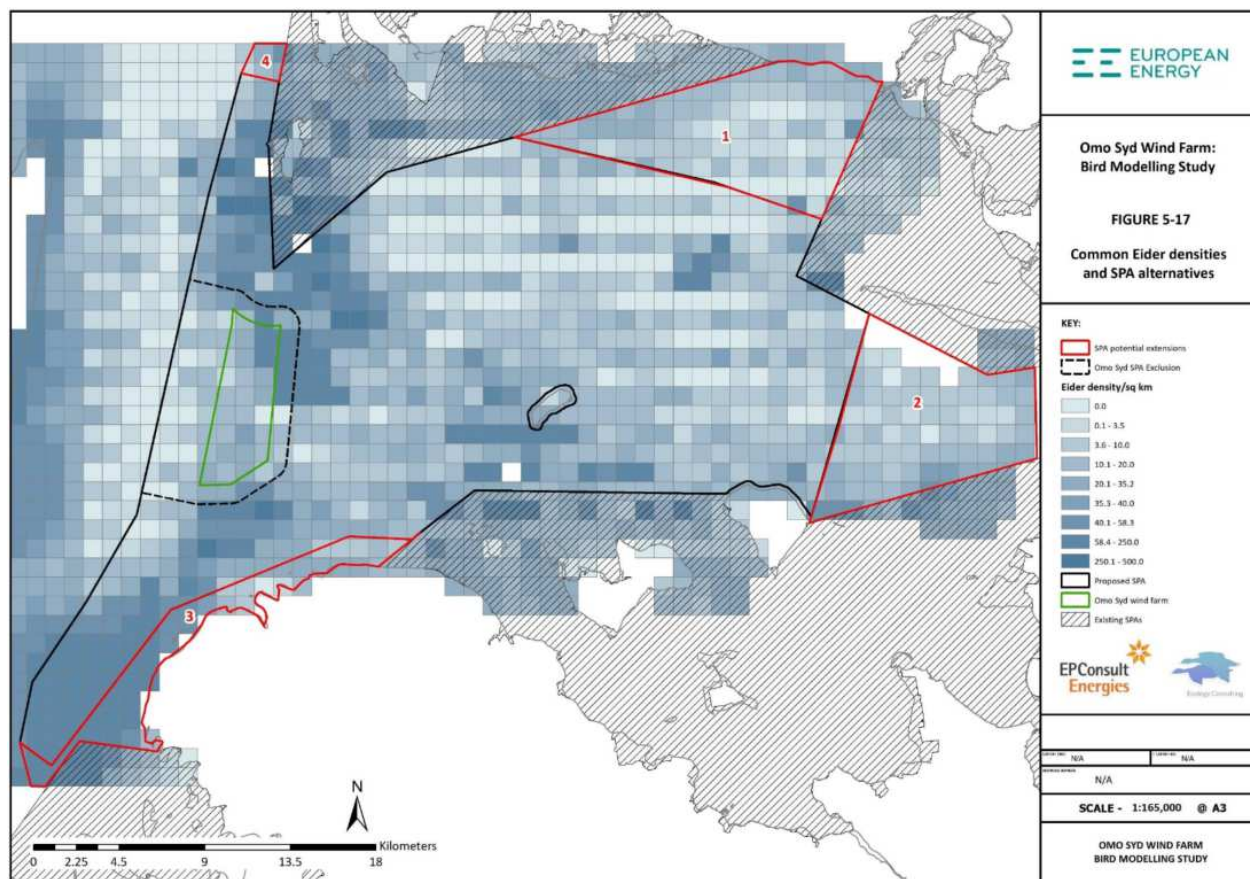 4
1
2
3
N
Kilometers
0 2.25 4.5 9 13.5 18
EUROPEAN
ENERGY
Omo Syd Wind Farm:
Bird Modelling Study
FIGURE 5-17
Common Eider densities
and SPA alternatives
KEY:
SPA potential extensions
Omo Syd SPA Exclusion
Eider density/sq km
0.0
0.1 - 3.5
3.6 - 10.0
10.1 - 20.0
20.1 - 35.2
35.3 - 40.0
40.1 - 58.3
58.4 - 250.0
250.1 - 500.0
Proposed SPA
Omo Syd wind farm
Existing SPAs
EPConsult
Energies
Ecology Consulting
N/A
N/A
N/A
SCALE - 1:165,000 @ A3
OMO SYD WIND FARM
BIRD MODELLING STUDY